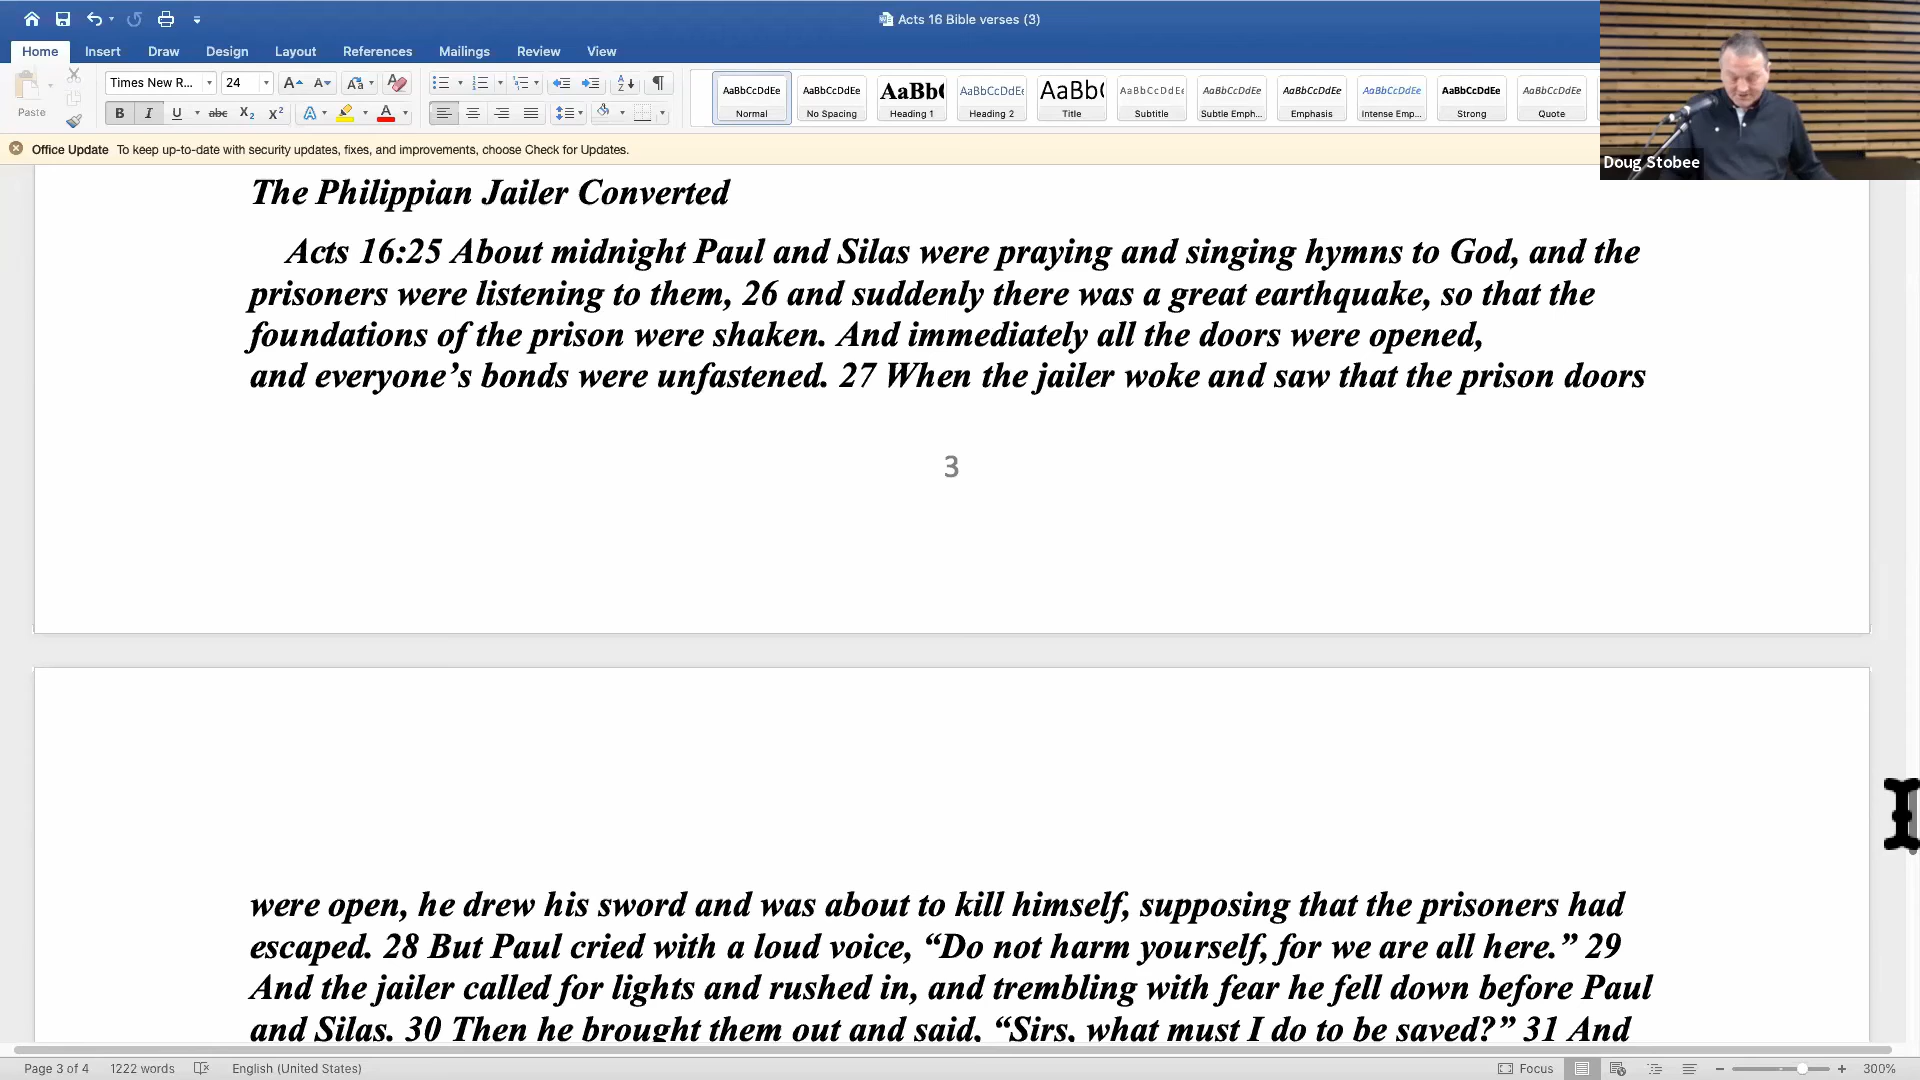 Acts 16 Bible verses (3)
Home Insert Draw Design Layout References Mailings Review View
Paste
Times New R... 24
AaBbCcDdEe AaBbCcDdEe AaBb( AaBbCcDdEe AaBb( AaBbCcDdEe AaBbCcDdEe AaBbCcDdEe AaBbCcDdEe AaBbCcDdEe AaBbCcDdEe
Normal No Spacing Heading 1 Heading 2 Title Subtitle Subtle Emph... Emphasis Intense Emp... Strong Quote
Office Update To keep up-to-date with security updates, fixes, and improvements, choose Check for Updates.
Doug Stobee
The Philippian Jailer Converted
Acts 16:25 About midnight Paul and Silas were praying and singing hymns to God, and the
prisoners were listening to them, 26 and suddenly there was a great earthquake, so that the
foundations of the prison were shaken. And immediately all the doors were opened,
and everyone’s bonds were unfastened. 27 When the jailer woke and saw that the prison doors
3
were open, he drew his sword and was about to kill himself, supposing that the prisoners had
escaped. 28 But Paul cried with a loud voice, “Do not harm yourself, for we are all here.” 29
And the jailer called for lights and rushed in, and trembling with fear he fell down before Paul
and Silas. 30 Then he brought them out and said, “Sirs, what must I do to be saved?” 31 And
Page 3 of 4 1222 words English (United States) Focus 300%